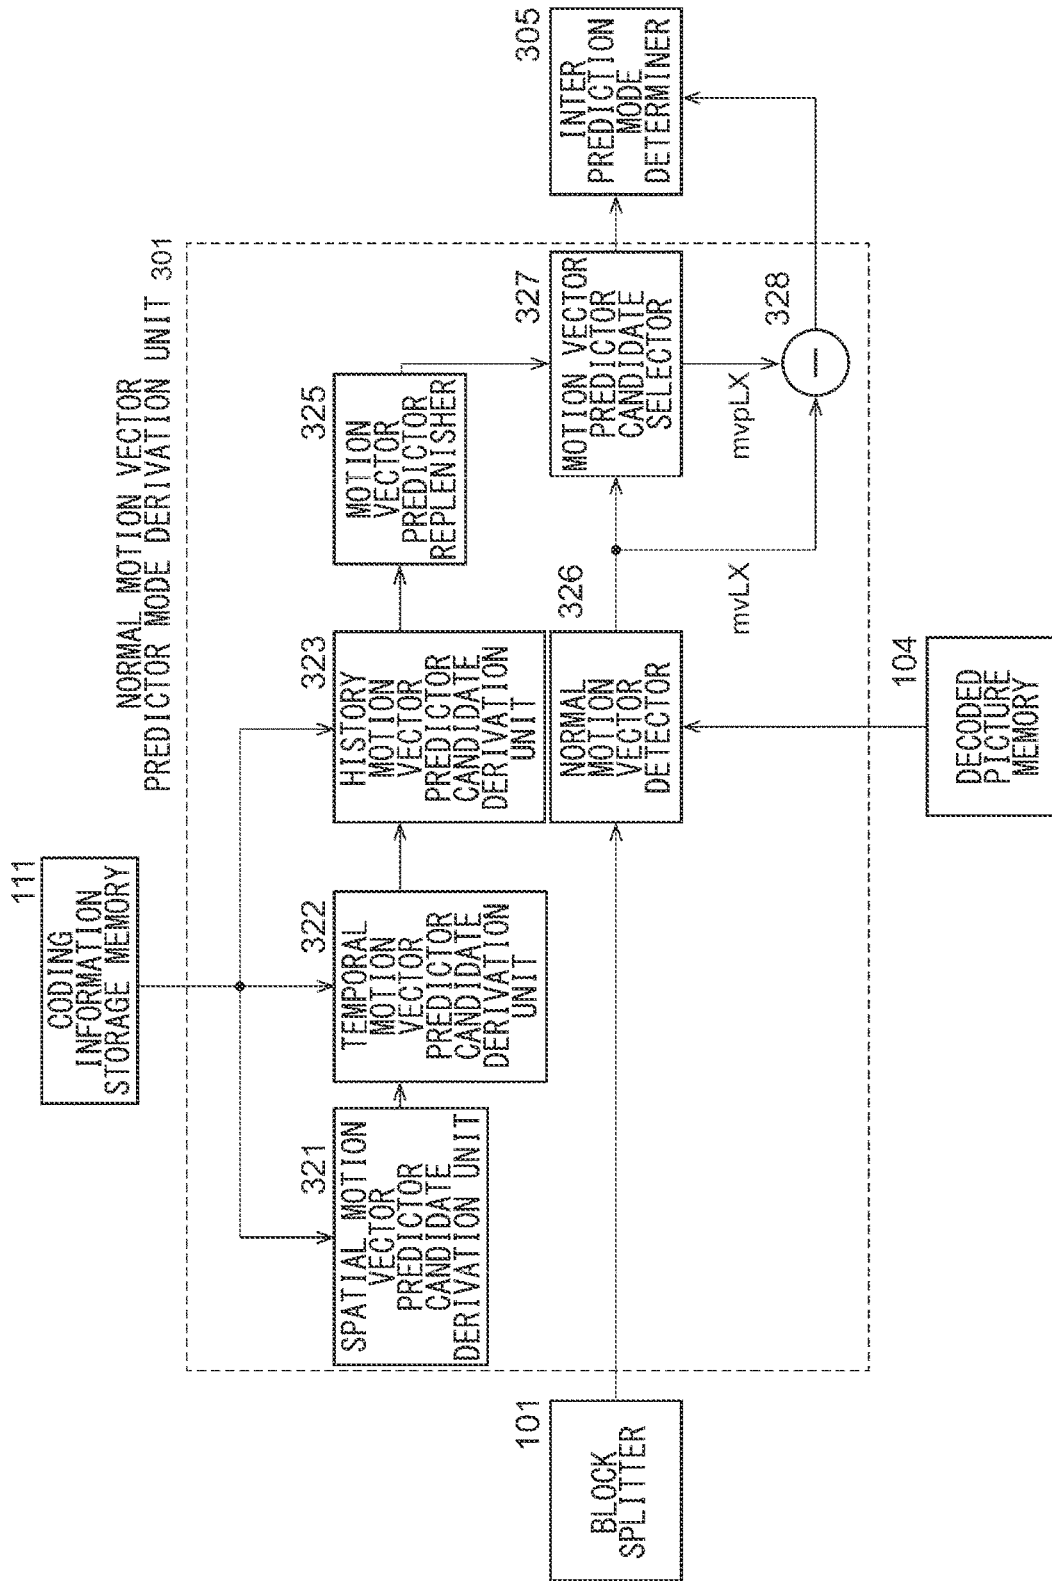 NORMAL MOTION VECTOR
PREDICTOR MODE DERIVATION UNIT 301
111
CODING
INFORMATION
STORAGE MEMORY
321
SPATIAL MOTION
VECTOR
PREDICTOR
CANDIDATE
DERIVATION UNIT
322
TEMPORAL
MOTION
VECTOR
PREDICTOR
CANDIDATE
DERIVATION
UNIT
323
HISTORY
MOTION
VECTOR
PREDICTOR
CANDIDATE
DERIVATION
UNIT
325
MOTION
VECTOR
PREDICTOR
REPLENISHER
101
BLOCK
SPLITTER
326
NORMAL
MOTION
VECTOR
DETECTOR
327
MOTION VECTOR
PREDICTOR
CANDIDATE
SELECTOR
305
INTER
PREDICTION
MODE
DETERMINER
mvLX
mvpLX
328
−
104
DECODED
PICTURE
MEMORY